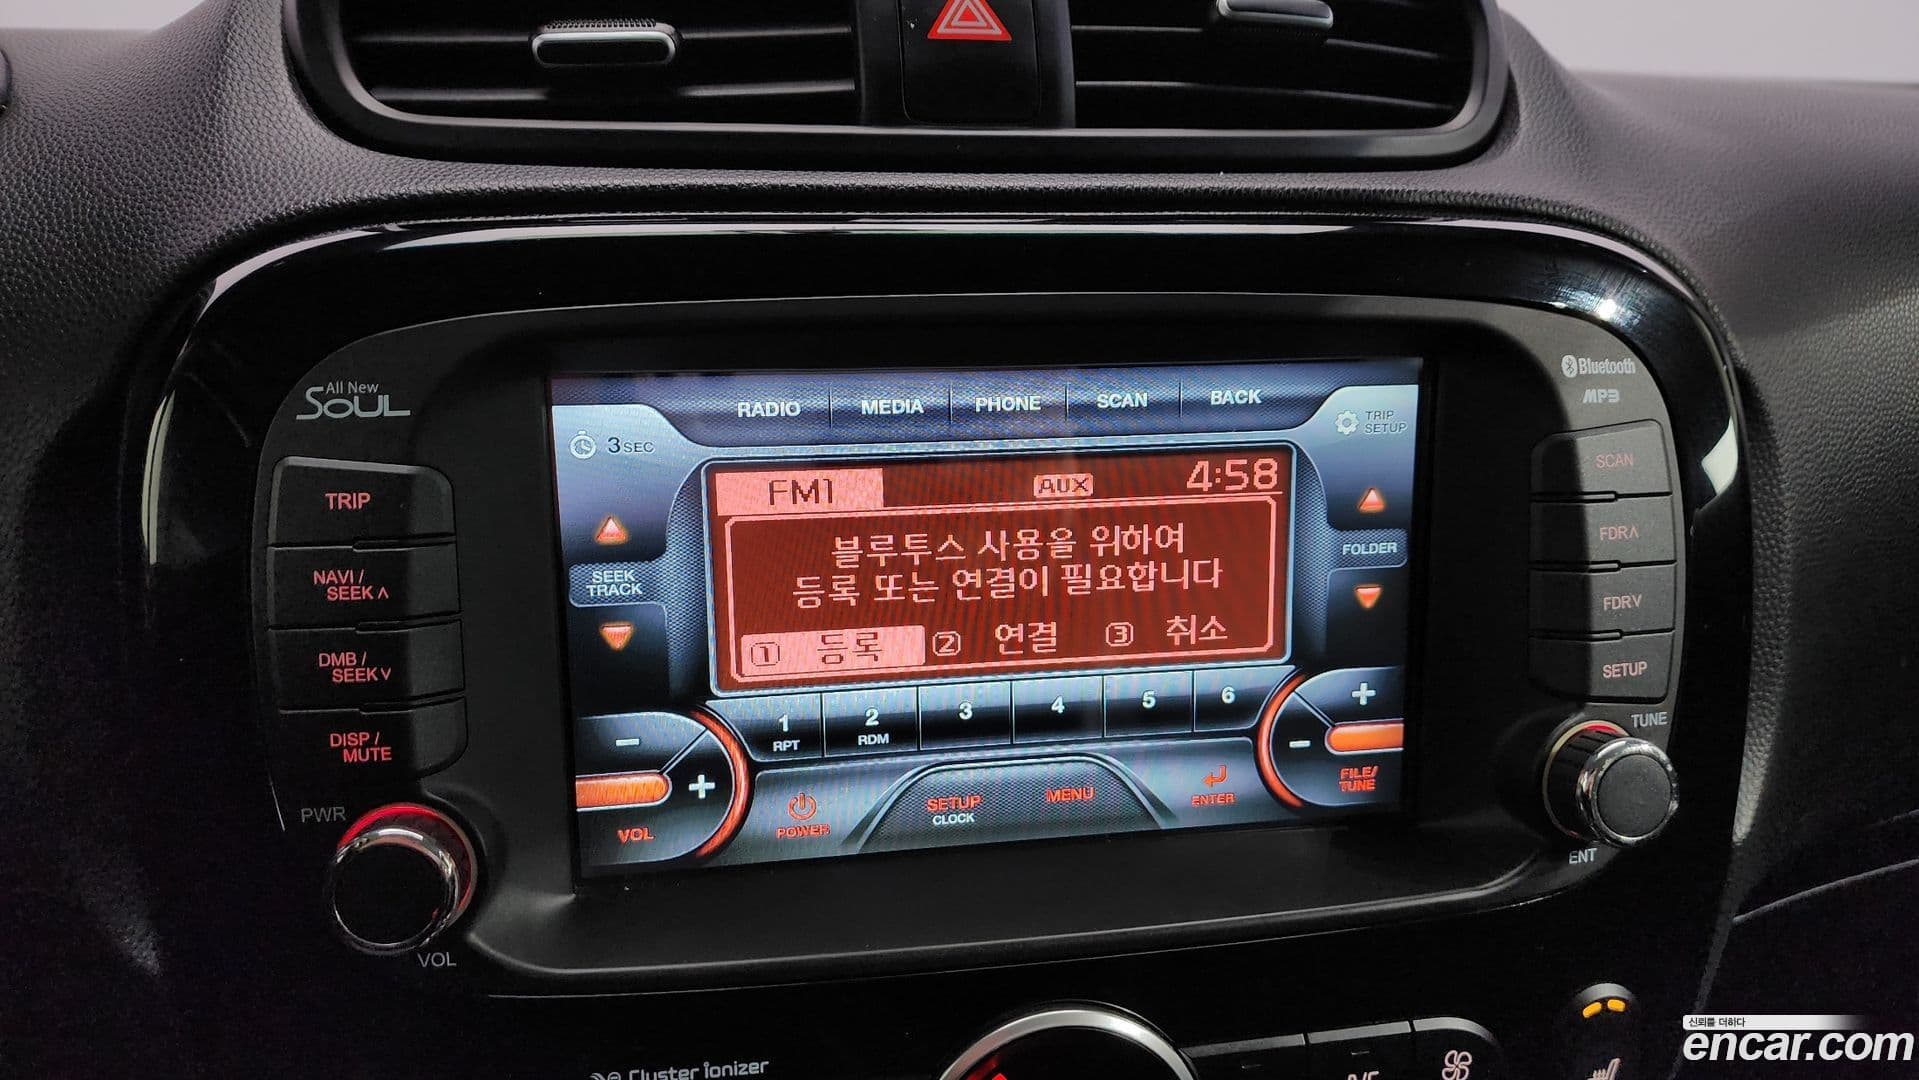 All New
SOUL
Bluetooth
MP3
TRIP
NAVI /
SEEK ∧
DMB /
SEEK ∨
DISP /
MUTE
PWR
VOL
RADIO
MEDIA
PHONE
SCAN
BACK
3 SEC
TRIP
SETUP
FM1
AUX
4:58
블루투스 사용을 위하여
등록 또는 연결이 필요합니다
① 등록 ② 연결 ③ 취소
SEEK
TRACK
FOLDER
1
RPT
2
RDM
3
4
5
6
-
+
VOL
POWER
SETUP
CLOCK
MENU
ENTER
+
-
FILE/
TUNE
SCAN
FDR∧
FDR∨
SETUP
TUNE
ENT
Cluster ionizer
신뢰를 더하다
encar.com